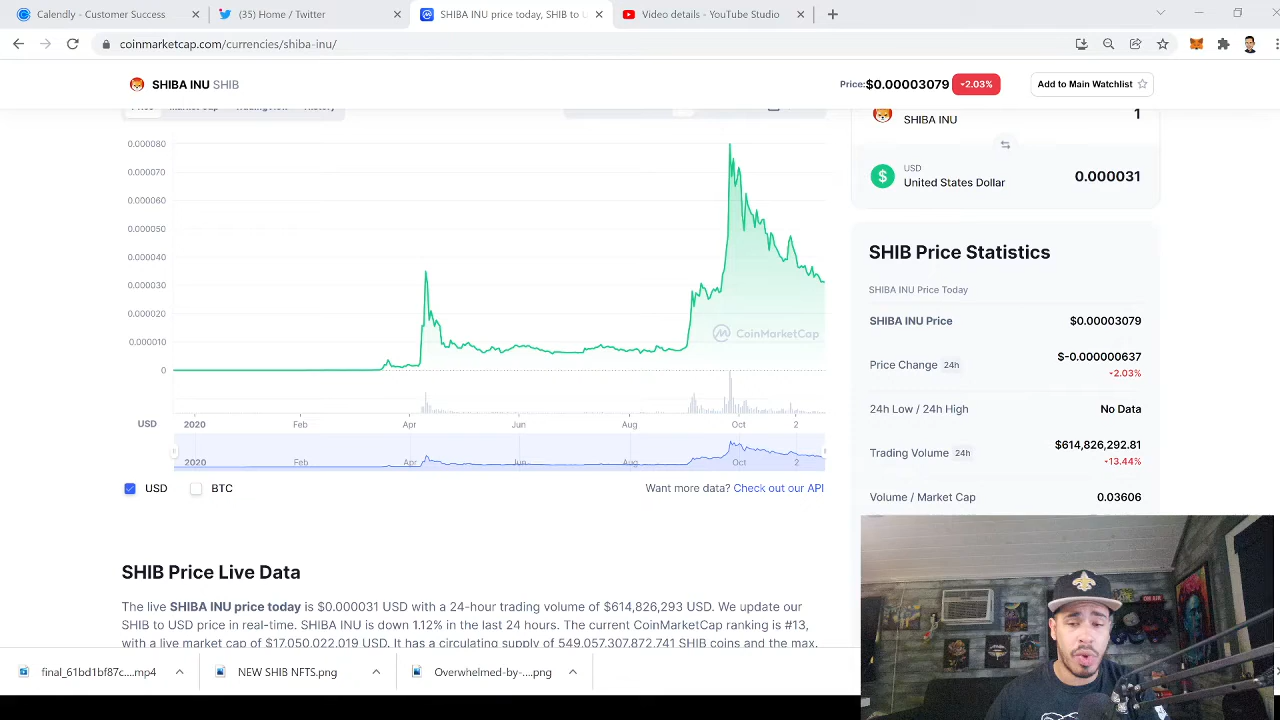 Calendly - Customer Success
(35) Home / Twitter
SHIBA INU price today, SHIB to U
Video details - YouTube Studio
coinmarketcap.com/currencies/shiba-inu/
SHIBA INU SHIB
Price:$0.00003079 2.03%
Add to Main Watchlist
Price Market Cap TradingView History
SHIBA INU 1
USD
United States Dollar 0.000031
0.000080
0.000070
0.000060
0.000050
0.000040
0.000030
0.000020
0.000010
0
CoinMarketCap
USD 2020 Feb Apr Jun Aug Oct 2
2020 Feb Apr Jun Aug Oct 2
USD BTC
Want more data? Check out our API
SHIB Price Statistics
SHIBA INU Price Today
SHIBA INU Price $0.00003079
Price Change 24h $-0.000000637
2.03%
24h Low / 24h High No Data
Trading Volume 24h $614,826,292.81
13.44%
Volume / Market Cap 0.03606
SHIB Price Live Data
The live SHIBA INU price today is $0.000031 USD with a 24-hour trading volume of $614,826,293 USD. We update our
SHIB to USD price in real-time. SHIBA INU is down 1.12% in the last 24 hours. The current CoinMarketCap ranking is #13,
with a live market cap of $17,050,022,019 USD. It has a circulating supply of 549,057,307,872,741 SHIB coins and the max.
final_61bd1bf87c....mp4
NEW SHIB NFTS.png
Overwhelmed-by-....png
ON AIR